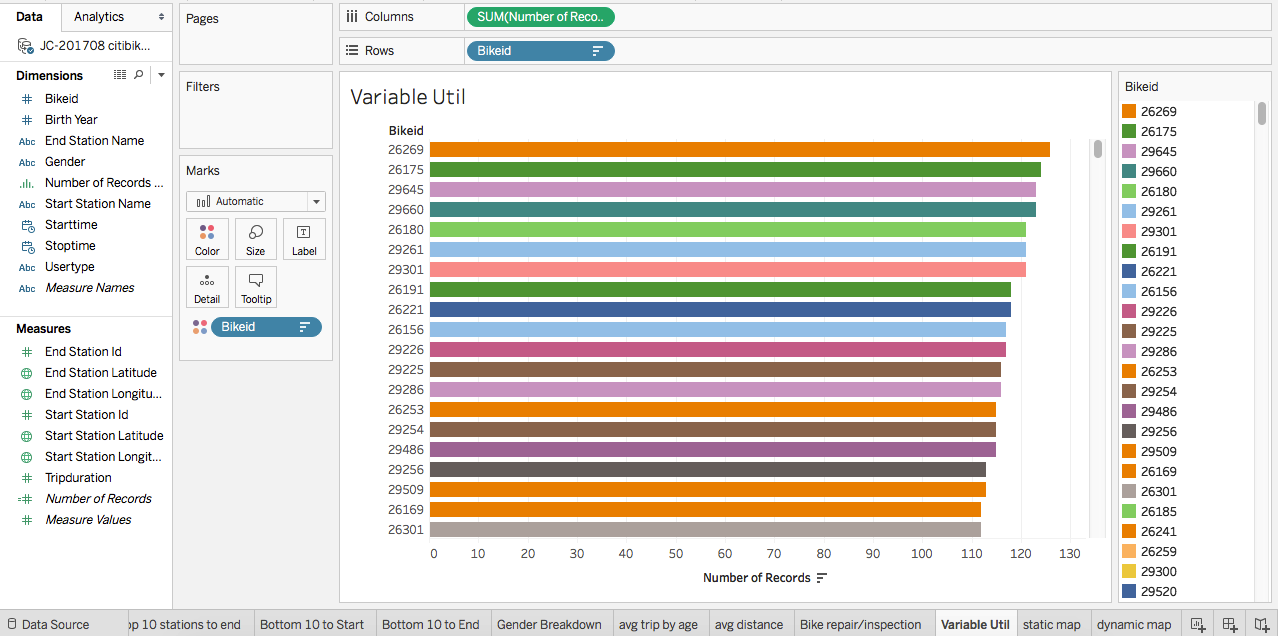 Data
Analytics
JC-201708 citibik...
Dimensions
Bikeid
Birth Year
Abc End Station Name
Abc Gender
Number of Records ...
Abc Start Station Name
Starttime
Stoptime
Abc Usertype
Abc Measure Names
Measures
End Station Id
End Station Latitude
End Station Longitu...
Start Station Id
Start Station Latitude
Start Station Longit...
Tripduration
Number of Records
Measure Values
Pages
Filters
Marks
Automatic
Color
Size
Label
Detail
Tooltip
Bikeid
Columns
SUM(Number of Reco..
Rows
Bikeid
Variable Util
Bikeid
26269
26175
29645
29660
26180
29261
29301
26191
26221
26156
29226
29225
29286
26253
29254
29486
29256
29509
26169
26301
0 10 20 30 40 50 60 70 80 90 100 110 120 130
Number of Records
Bikeid
26269
26175
29645
29660
26180
29261
29301
26191
26221
26156
29226
29225
29286
26253
29254
29486
29256
29509
26169
26301
26185
26241
26259
29300
29520
Data Source
op 10 stations to end
Bottom 10 to Start
Bottom 10 to End
Gender Breakdown
avg trip by age
avg distance
Bike repair/inspection
Variable Util
static map
dynamic map